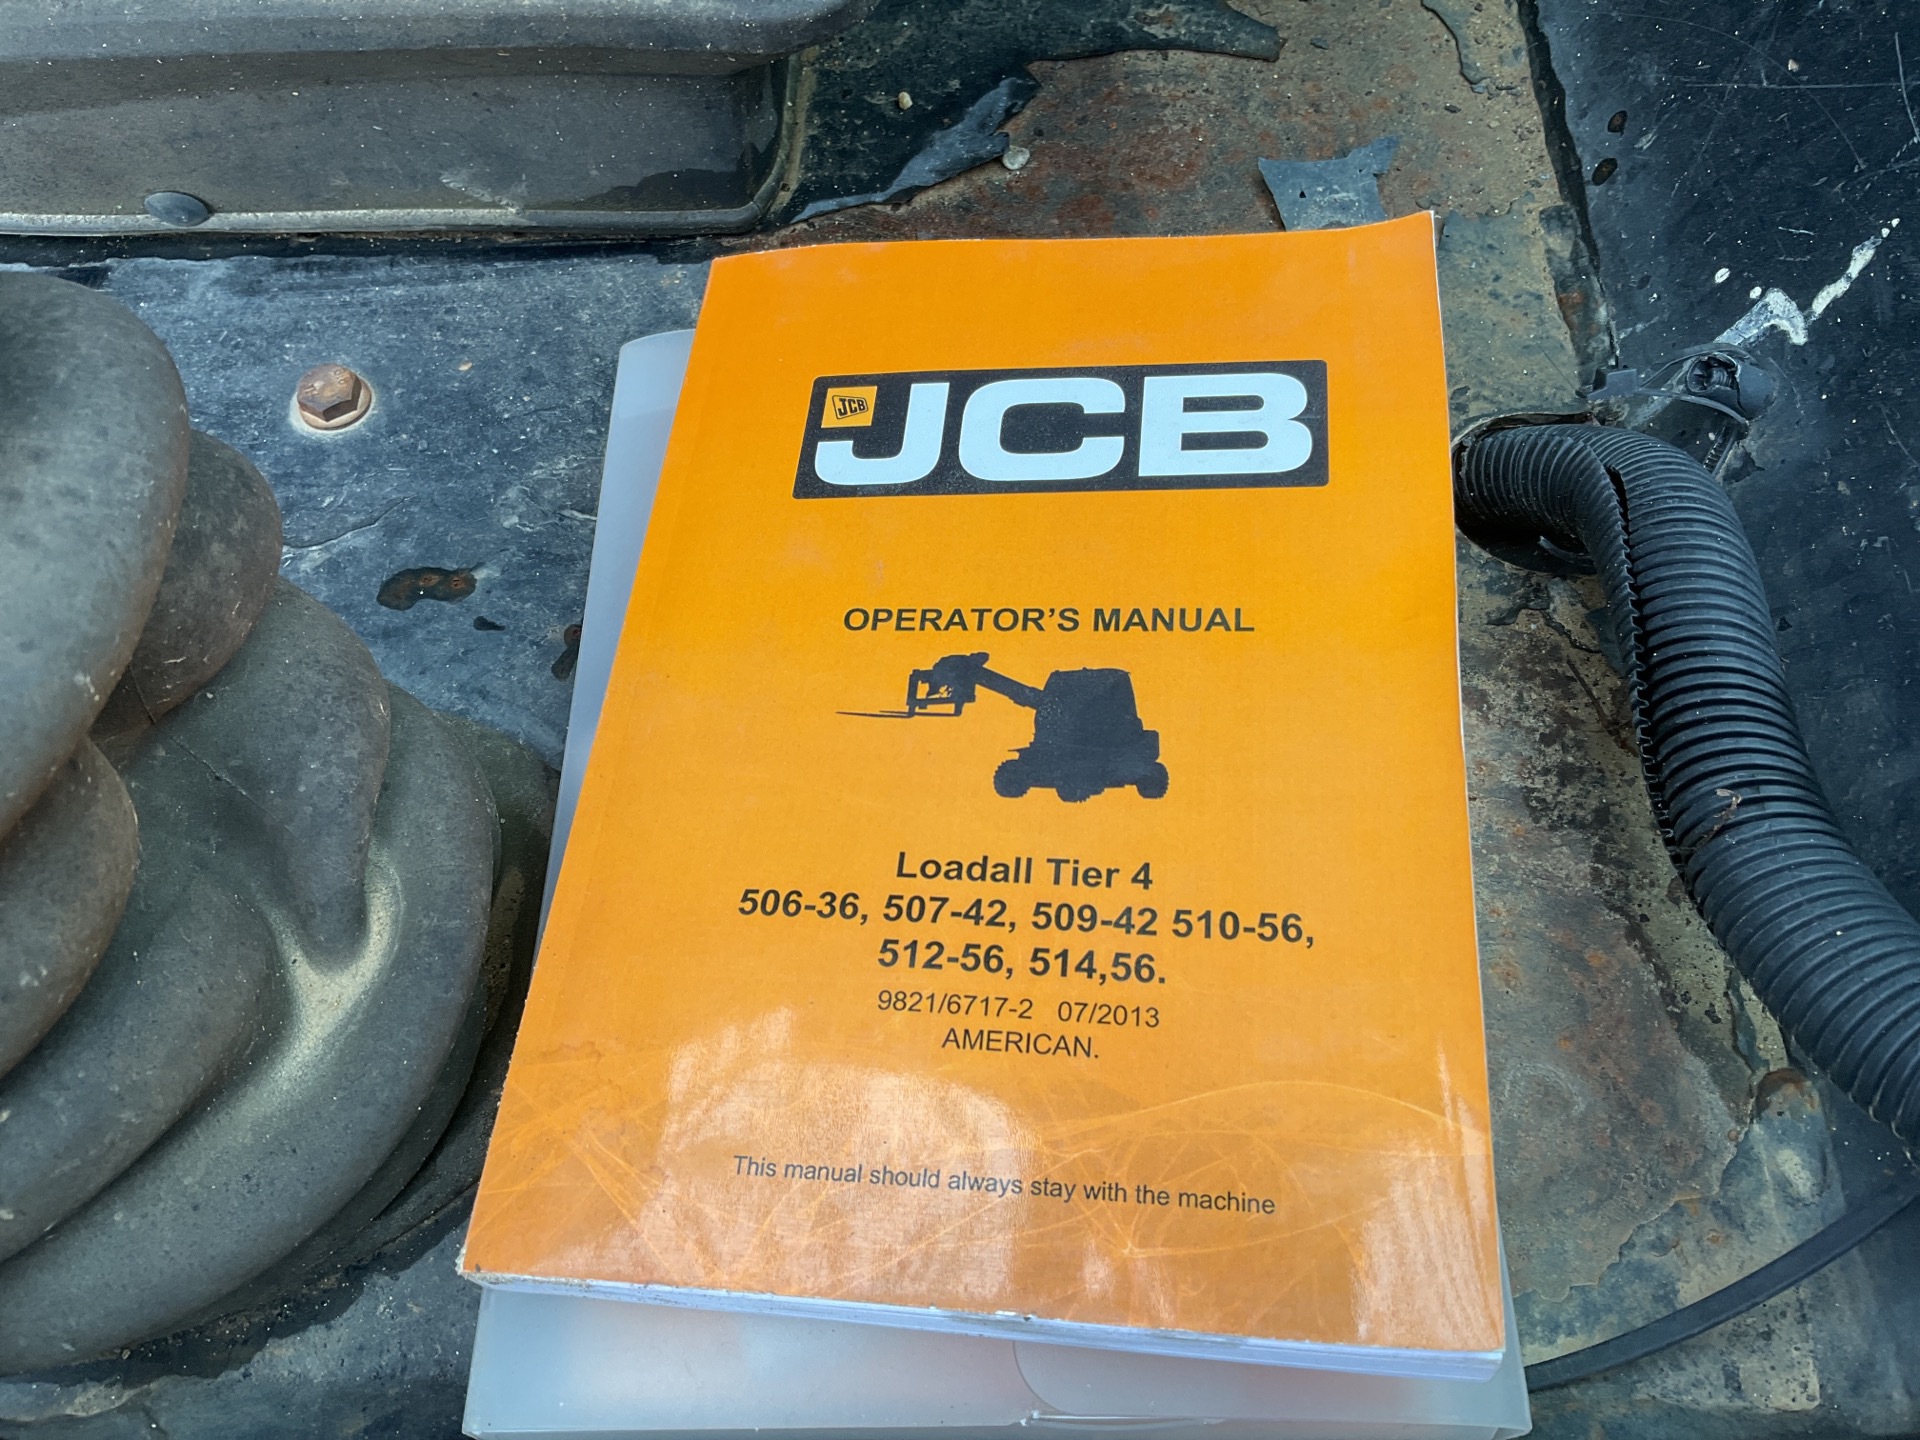 JCB
JCB
OPERATOR'S MANUAL
Loadall Tier 4
506-36, 507-42, 509-42 510-56,
512-56, 514,56.
9821/6717-2 07/2013
AMERICAN.
This manual should always stay with the machine